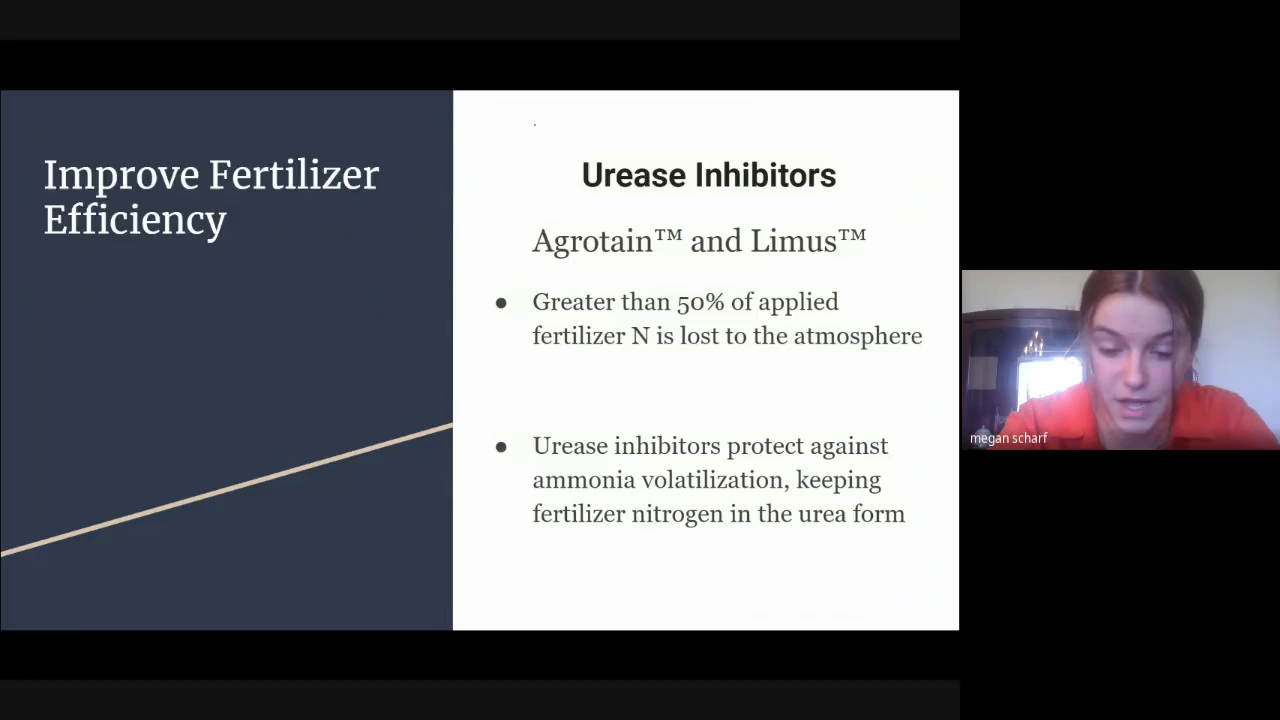 Improve Fertilizer
Efficiency
Urease Inhibitors
Agrotain™ and Limus™
● Greater than 50% of applied
fertilizer N is lost to the atmosphere
● Urease inhibitors protect against
ammonia volatilization, keeping
fertilizer nitrogen in the urea form
megan scharf